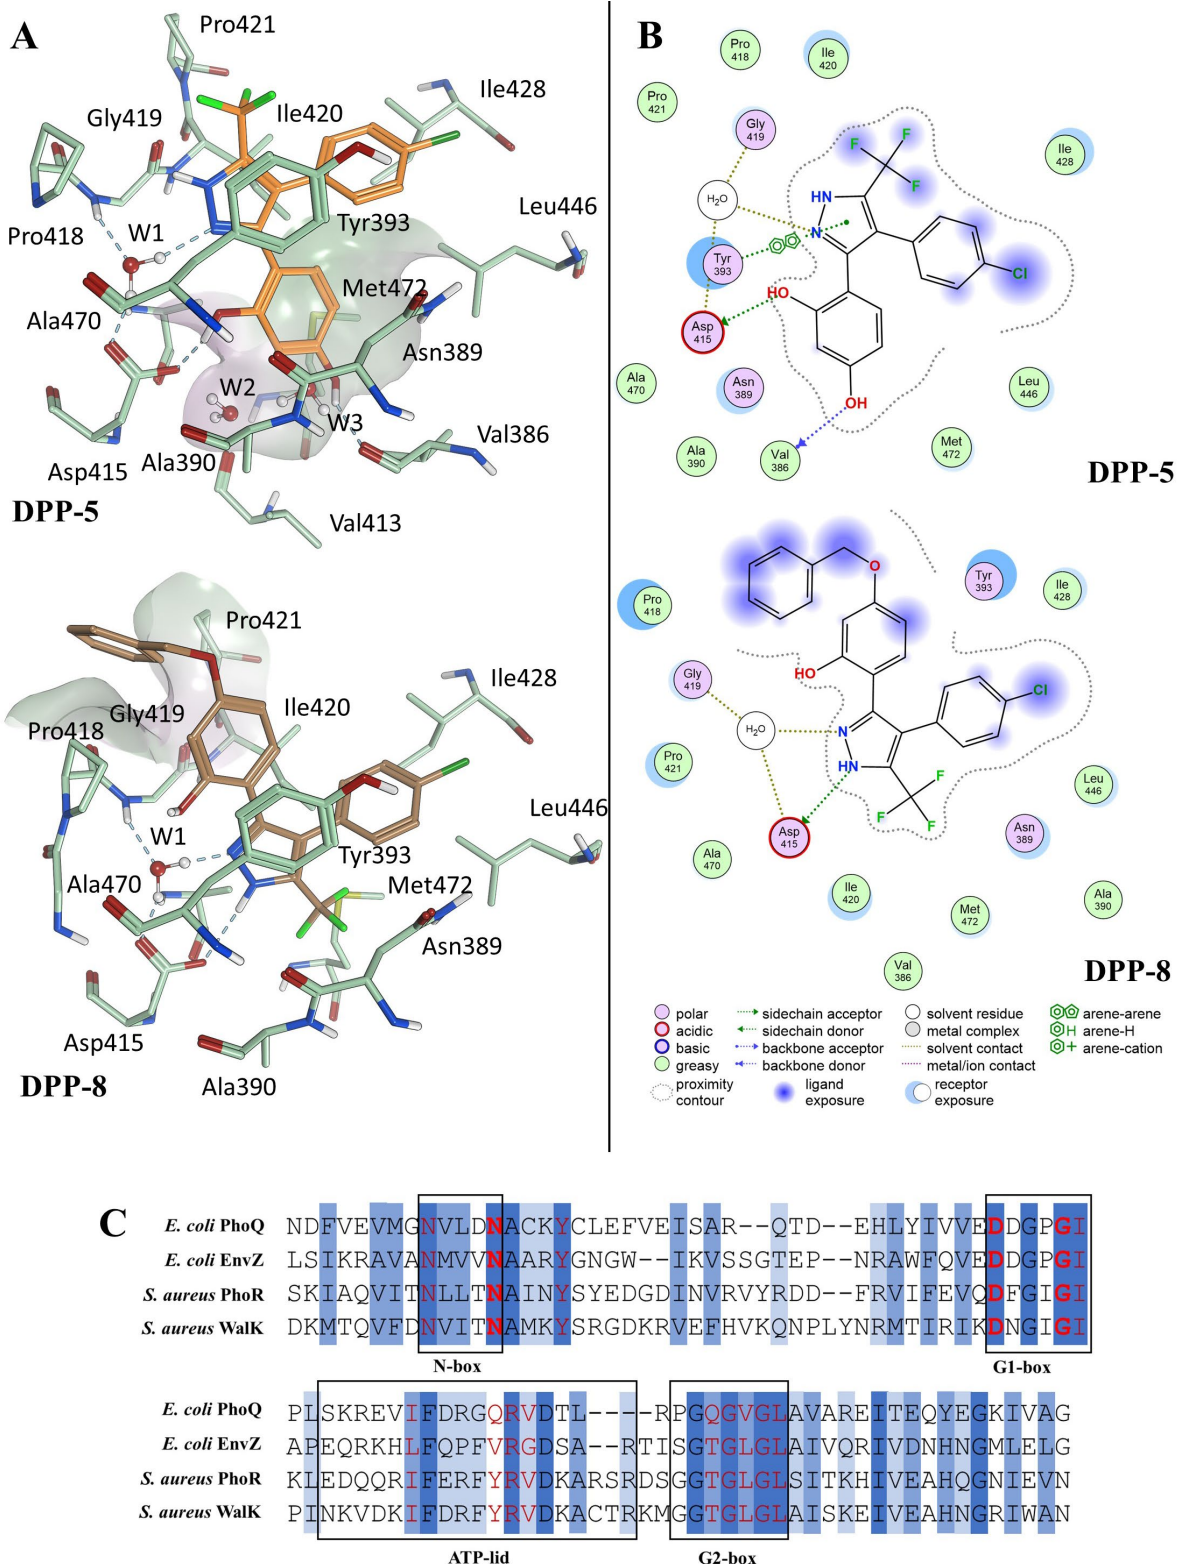 A
Pro421
Ile428
Ile420
Gly419
Leu446
Tyr393
Pro418
W1
Met472
Ala470
Asn389
W2
W3
Val386
Asp415
Ala390
DPP-5
Val413
Pro421
Ile428
Gly419
Ile420
Pro418
Leu446
W1
Tyr393
Ala470
Met472
Asn389
Asp415
DPP-8
Ala390
B
Pro
418
Ile
420
Pro
421
Gly
419
Ile
428
F
F
F
H₂O
NH
N
Tyr
393
Cl
HO
Asp
415
Ala
470
Asn
389
Leu
446
OH
Ala
390
Val
386
Met
472
DPP-5
O
Tyr
393
Ile
428
Pro
418
HO
Gly
419
Cl
H₂O
N
NH
Pro
421
F
F
F
Leu
446
Asp
415
Asn
389
Ala
470
Ile
420
Met
472
Ala
390
Val
386
DPP-8
polar
acidic
basic
greasy
proximity
contour
sidechain acceptor
sidechain donor
backbone acceptor
backbone donor
ligand
exposure
solvent residue
metal complex
solvent contact
metal/ion contact
receptor
exposure
arene-arene
H arene-H
+ arene-cation
C
E. coli PhoQ NDFVEVMGNVLDNACKYCLEFVEISAR--QTD--EHLYIVVEDDGPGI
E. coli EnvZ LSIKRAVANMVVNAARYGNGW--IKVSSGTEP--NRAWFQVEDDGPGI
S. aureus PhoR SKIAQVITNLLTNAINYSYEDGDINVRVYRDD--FRVIFEVQDFGIGI
S. aureus WalK DKMTQVFDNVITNAMKYSRGDKRVEFHVKQNPLYNRMTIRIKDNGIGI
N-box
G1-box
E. coli PhoQ PLSKREVIFDRGQRVDTL----RPGQGVGLAVAREITEQYEGKIVAG
E. coli EnvZ APEQRKHLFQPFVRGDSA--RTISGTGLGLAIVQRIVDNHNGMLELG
S. aureus PhoR KLEDQQRIFERFYRVDKARSRDSGGTGLGLSITKHIVEAHQGNIEVN
S. aureus WalK PINKVDKIFDRFYRVDKACTRKMGGTGLGLAISKEIVEAHNGRIWAN
ATP-lid
G2-box